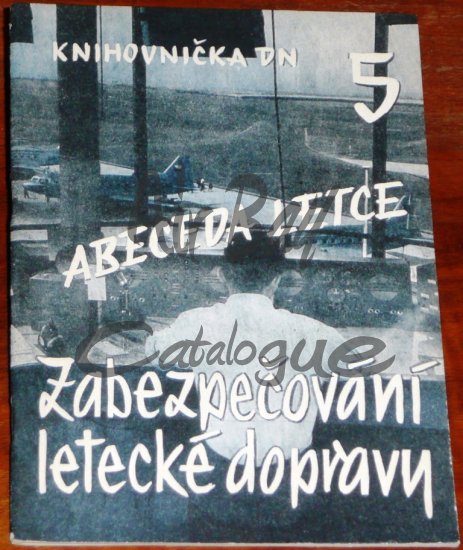 KNIHOVNIČKA DN
5
ABECEDA LETCE
Catalogue
Zabezpečování
letecké dopravy